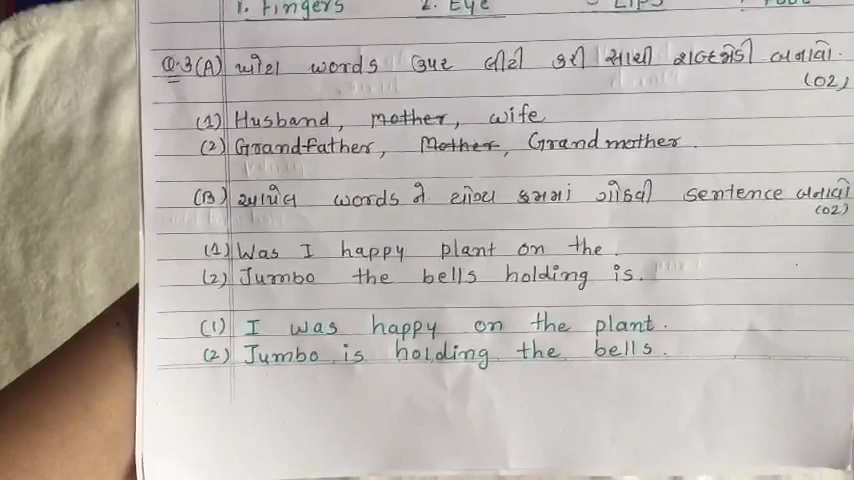 1. Fingers 2. Eye Lips
Q.3(A) ખોટા words ઉપર લીટી કરી સાચી શબ્દજોડી બનાવો.
(02)
(1) Husband, mother, wife
(2) Grandfather, Mother, Grandmother.
(B) આપેલ words ને યોગ્ય ક્રમમાં ગોઠવી sentence બનાવો
(02)
(1) Was I happy plant on the.
(2) Jumbo the bells holding is.
(1) I was happy on the plant.
(2) Jumbo is holding the bells.